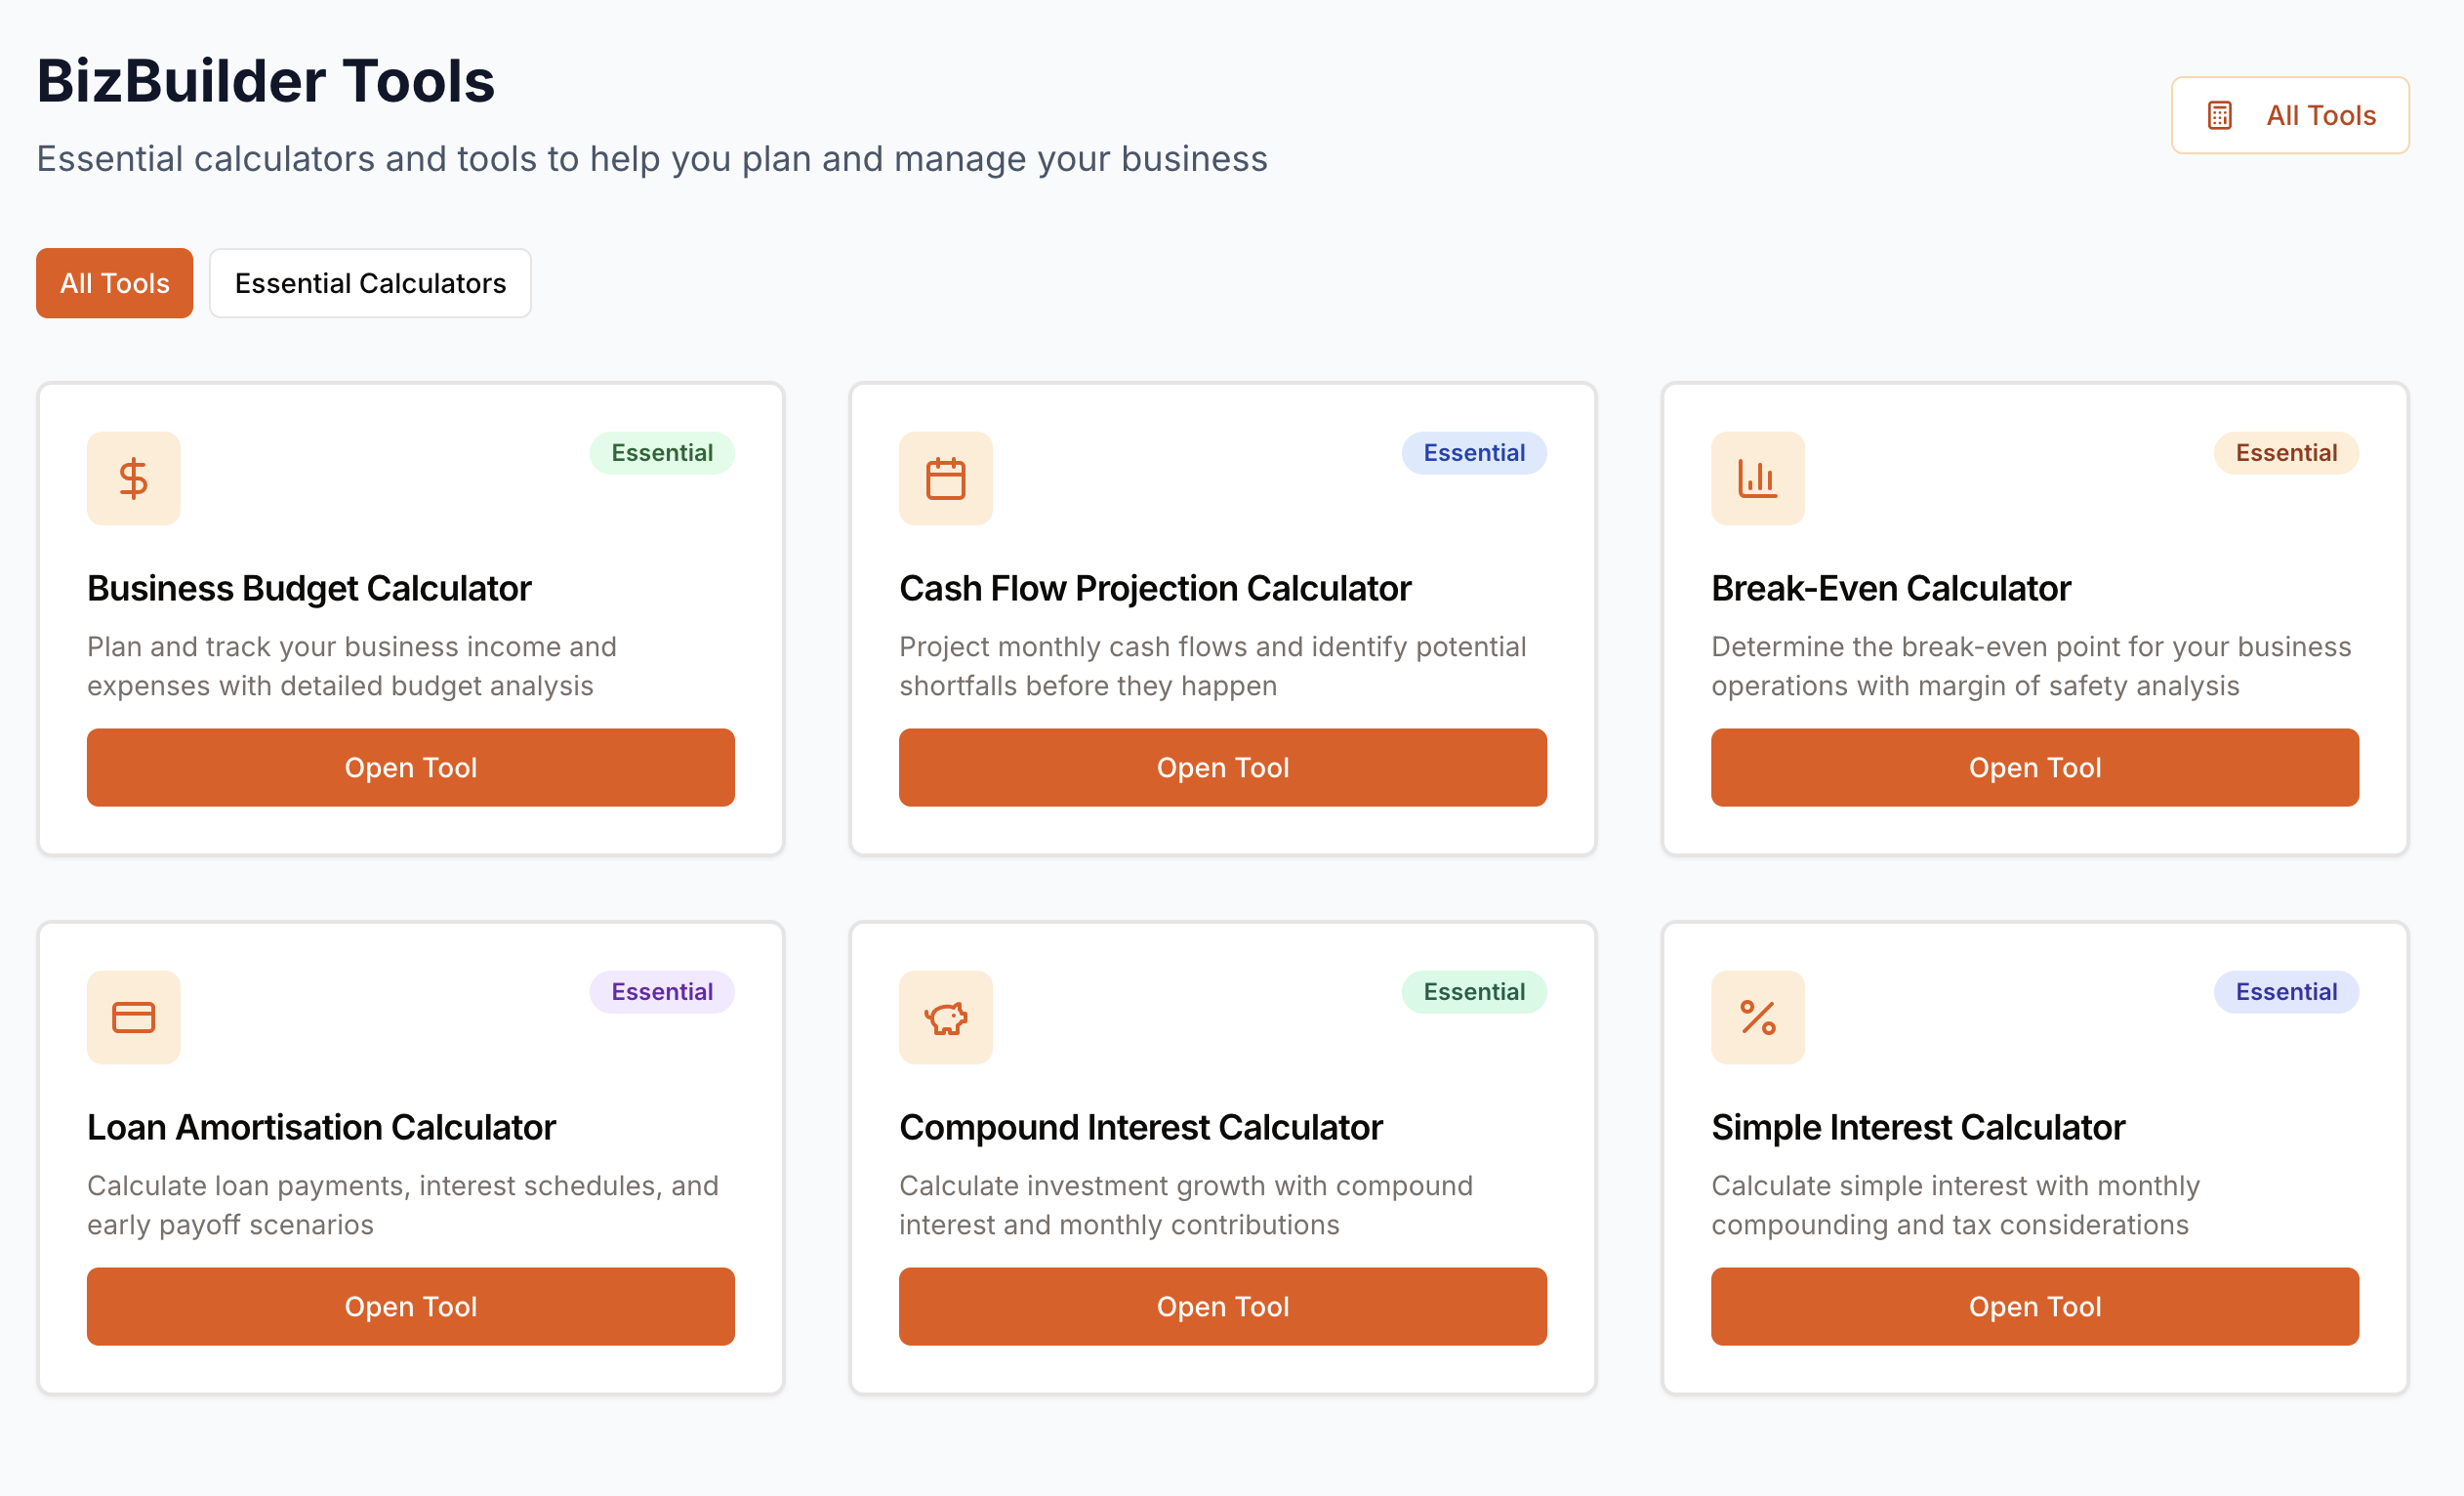 BizBuilder Tools
Essential calculators and tools to help you plan and manage your business
All Tools
All Tools
Essential Calculators
Essential
Business Budget Calculator
Plan and track your business income and
expenses with detailed budget analysis
Open Tool
Essential
Cash Flow Projection Calculator
Project monthly cash flows and identify potential
shortfalls before they happen
Open Tool
Essential
Break-Even Calculator
Determine the break-even point for your business
operations with margin of safety analysis
Open Tool
Essential
Loan Amortisation Calculator
Calculate loan payments, interest schedules, and
early payoff scenarios
Open Tool
Essential
Compound Interest Calculator
Calculate investment growth with compound
interest and monthly contributions
Open Tool
Essential
Simple Interest Calculator
Calculate simple interest with monthly
compounding and tax considerations
Open Tool